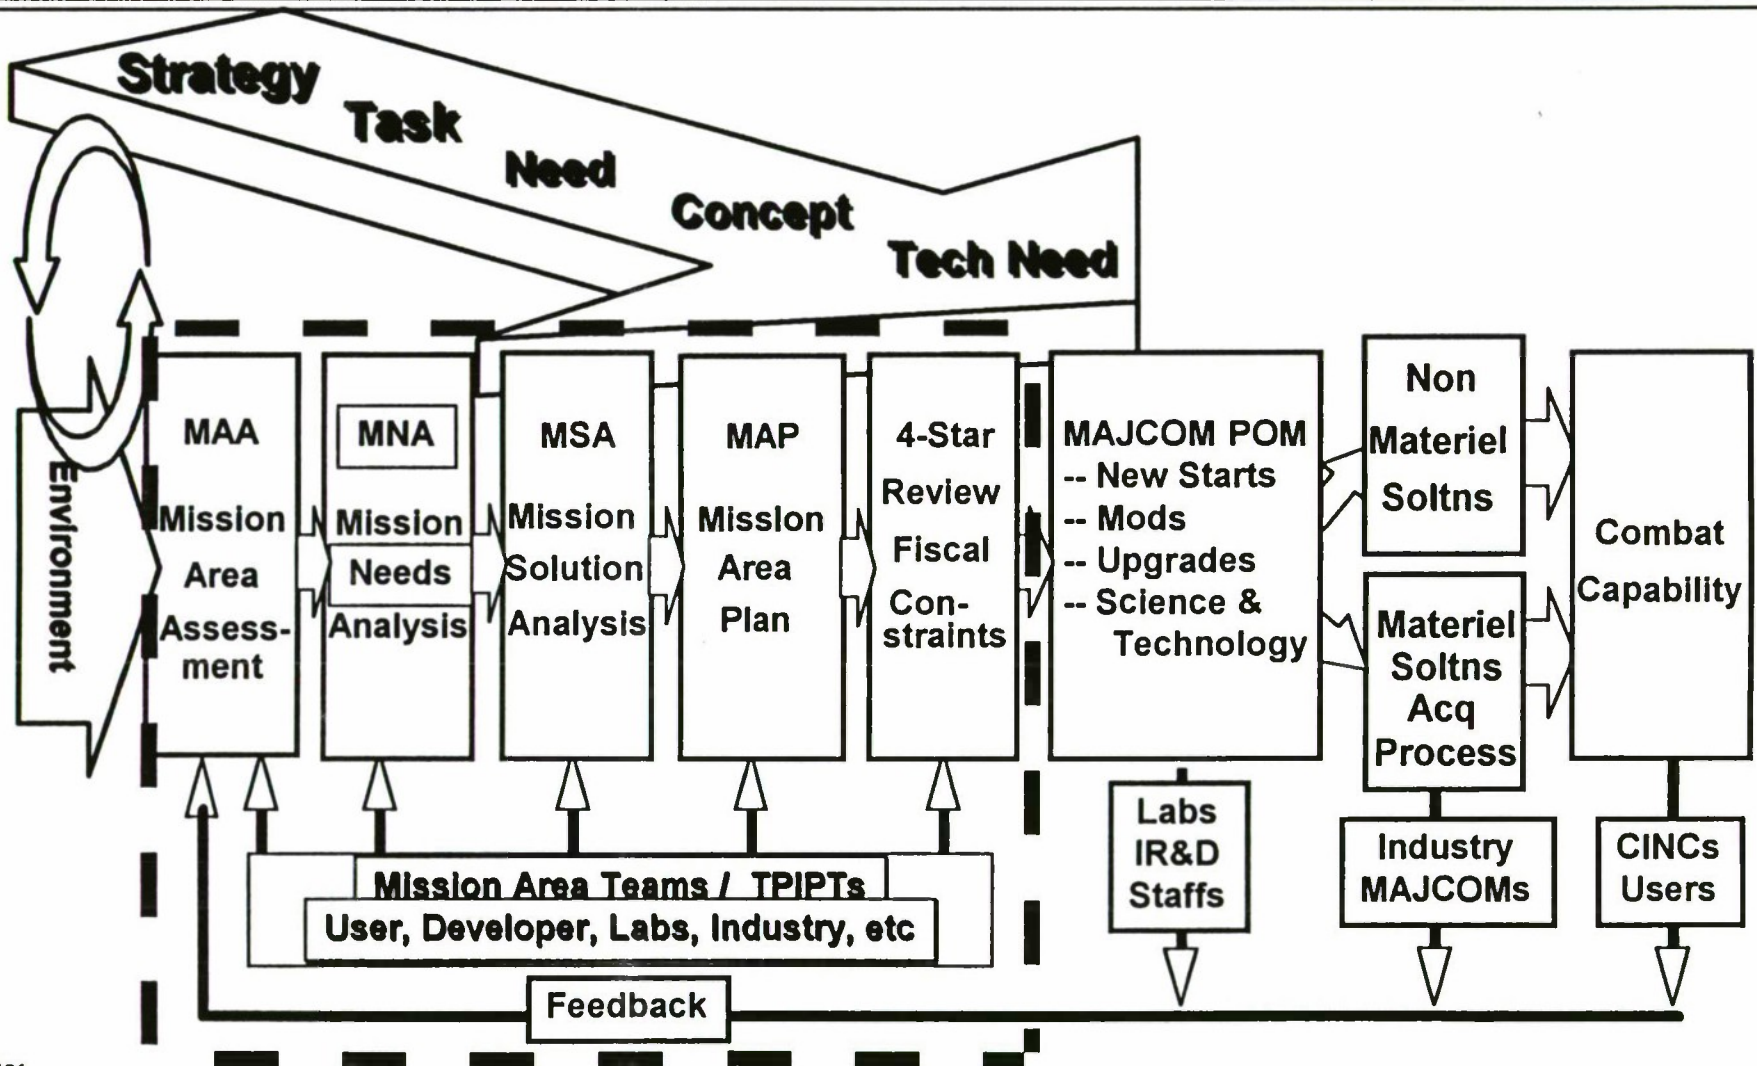 Strategy
Task
Need
Concept
Tech Need
Environment
MAA
Mission
Area
Assess-
ment
MNA
Mission
Needs
Analysis
MSA
Mission
Solution
Analysis
MAP
Mission
Area
Plan
4-Star
Review
Fiscal
Con-
straints
MAJCOM POM
-- New Starts
-- Mods
-- Upgrades
-- Science &
Technology
Non
Materiel
Soltns
Materiel
Soltns
Acq
Process
Combat
Capability
Mission Area Teams / TPIPTs
User, Developer, Labs, Industry, etc
Feedback
Labs
IR&D
Staffs
Industry
MAJCOMs
CINCs
Users